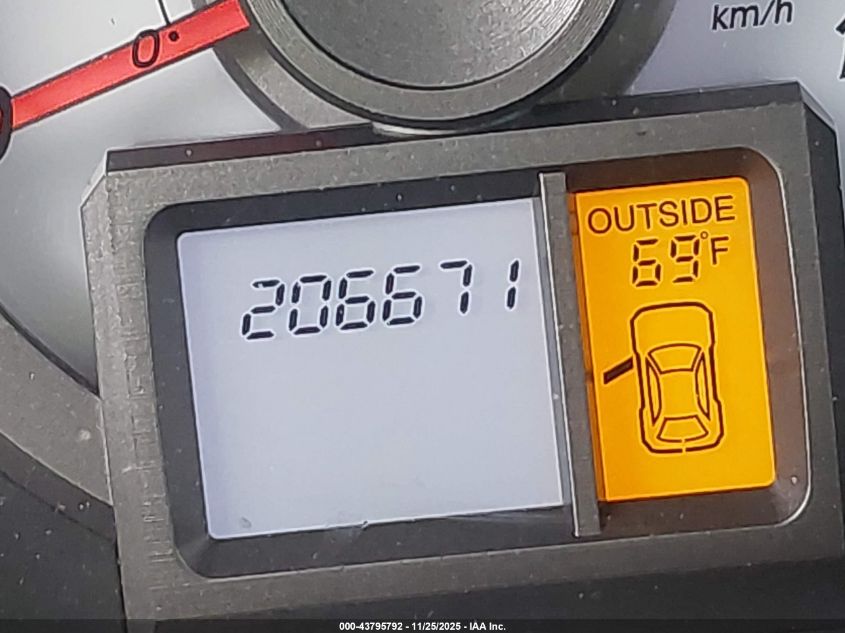 0
km/h
OUTSIDE
69°F
206671
000-43795792 - 11/25/2025 - IAA Inc.